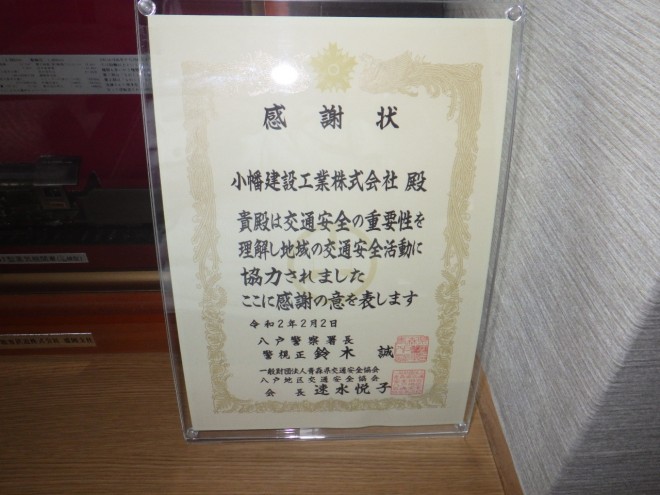 感謝状
小幡建設工業株式会社 殿
貴殿は交通安全の重要性を
理解し地域の交通安全活動に
協力されました
ここに感謝の意を表します
令和2年2月2日
八戸警察署長
警視正 鈴木 誠
一般財団法人青森県交通安全協会
八戸地区交通安全協会
会長 速水悦子